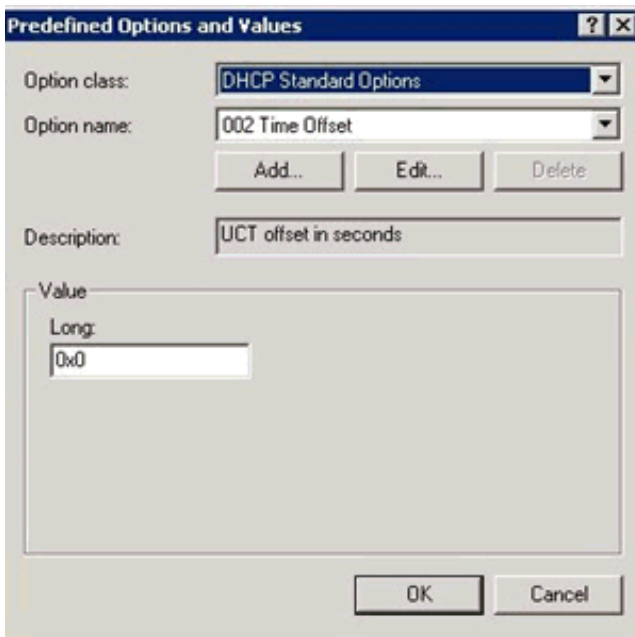 Predefined Options and Values
Option class: DHCP Standard Options
Option name: 002 Time Offset
Add... Edit... Delete
Description: UCT offset in seconds
Value
Long:
0x0
OK Cancel